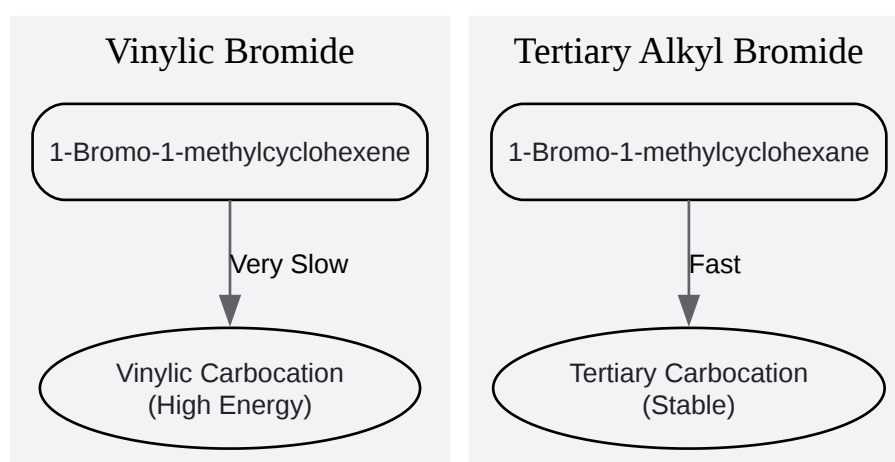 Vinylic Bromide
1-Bromo-1-methylcyclohexene
Very Slow
Vinylic Carbocation
(High Energy)
Tertiary Alkyl Bromide
1-Bromo-1-methylcyclohexane
Fast
Tertiary Carbocation
(Stable)